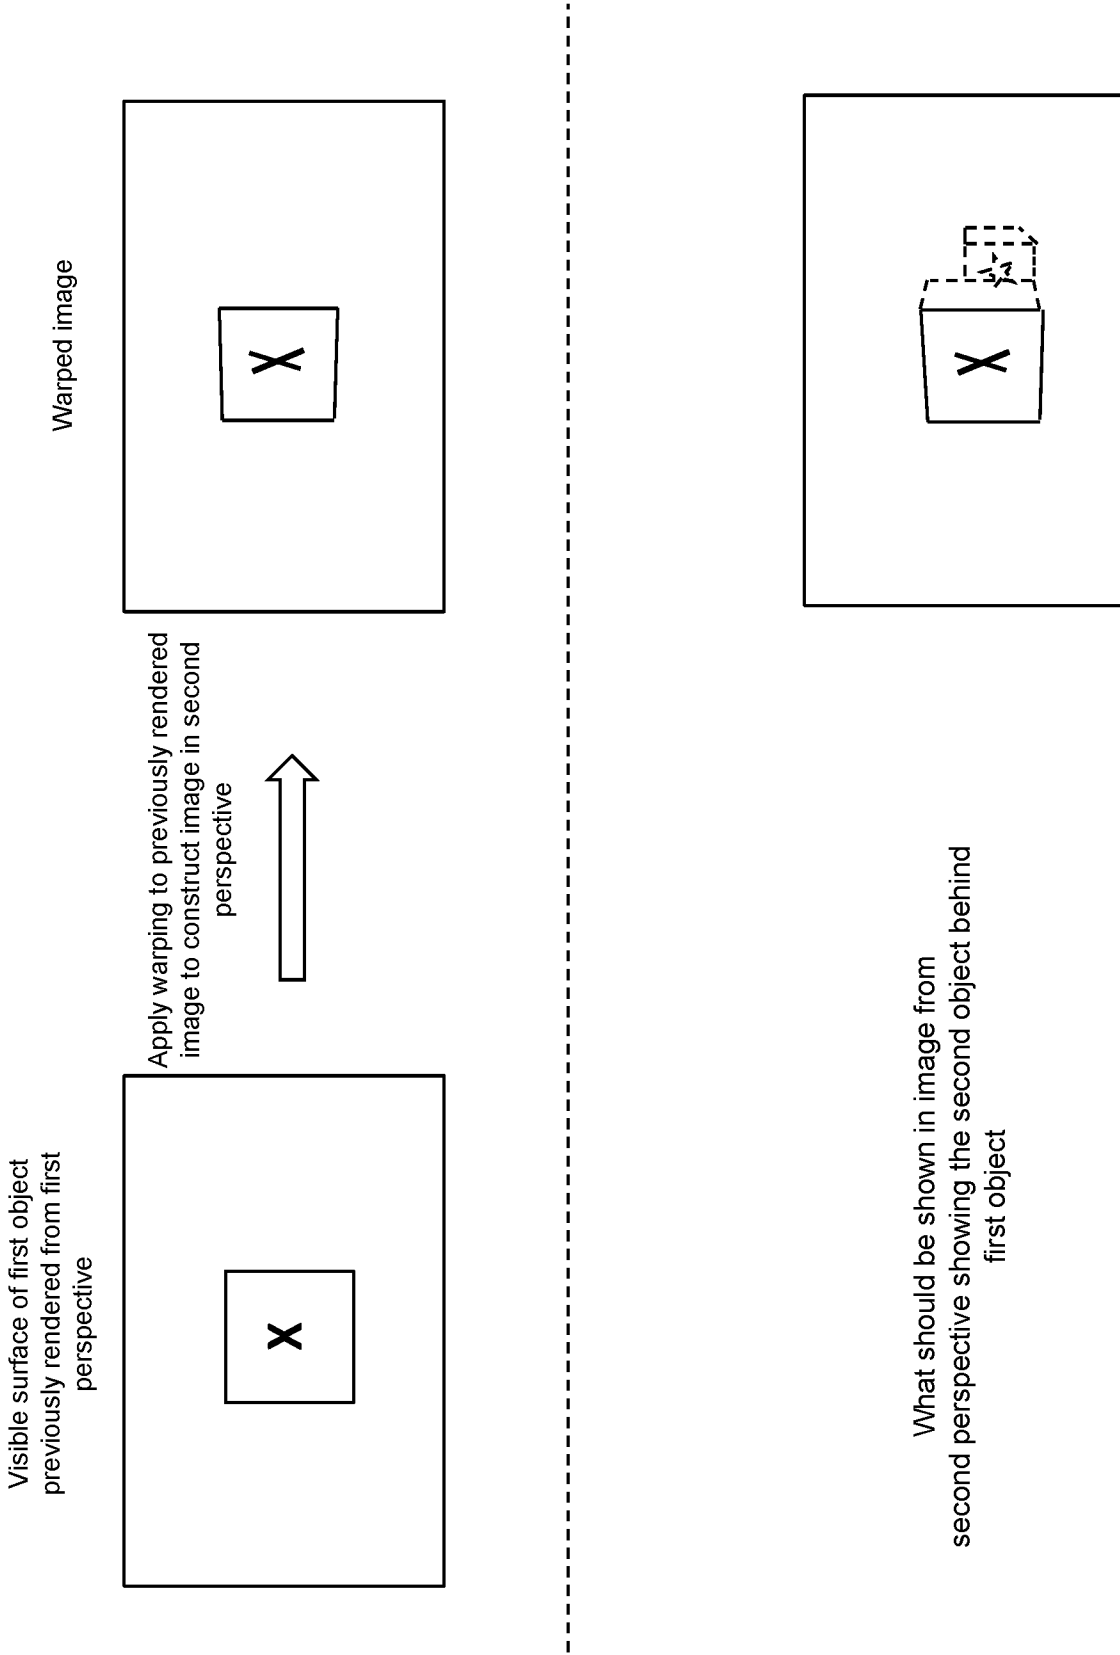 Visible surface of first object
previously rendered from first
perspective
Apply warping to previously rendered
image to construct image in second
perspective
Warped image
X
X
What should be shown in image from
second perspective showing the second object behind
first object
X